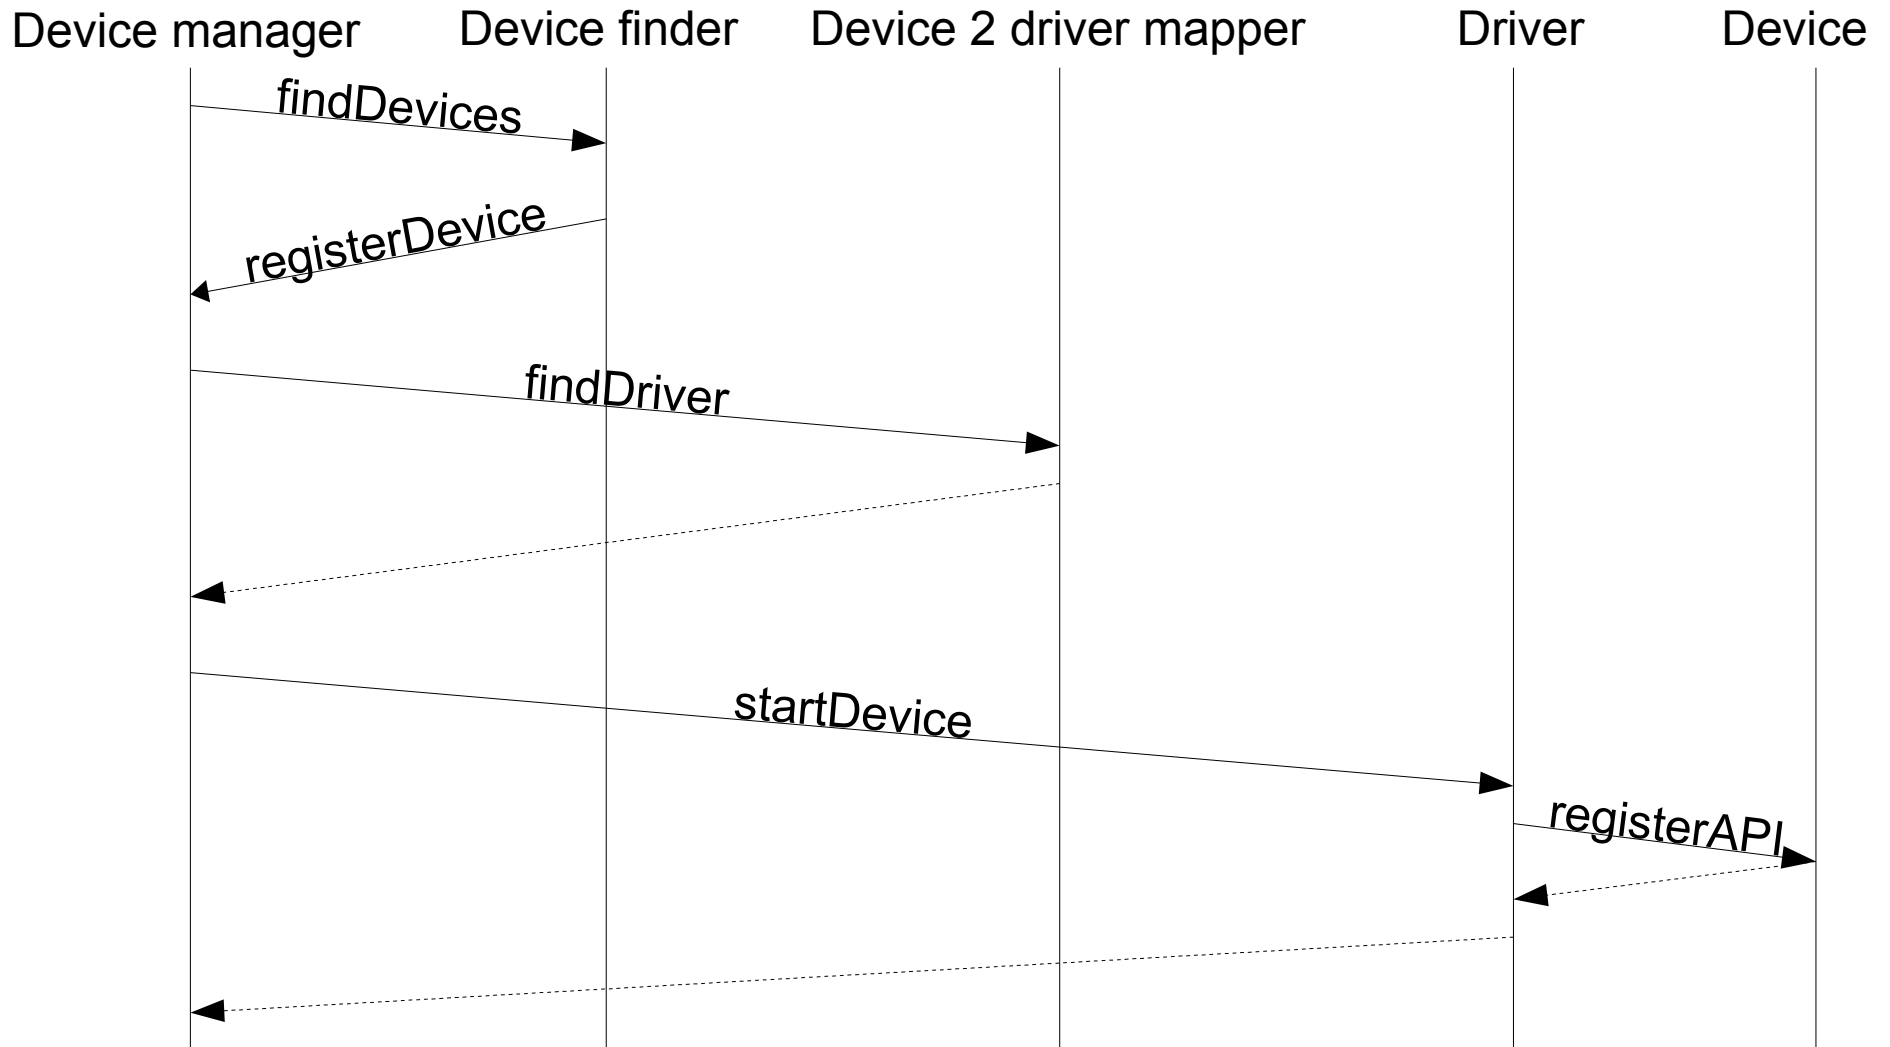 Device manager
Device finder
Device 2 driver mapper
Driver
Device
findDevices
registerDevice
findDriver
startDevice
registerAPI